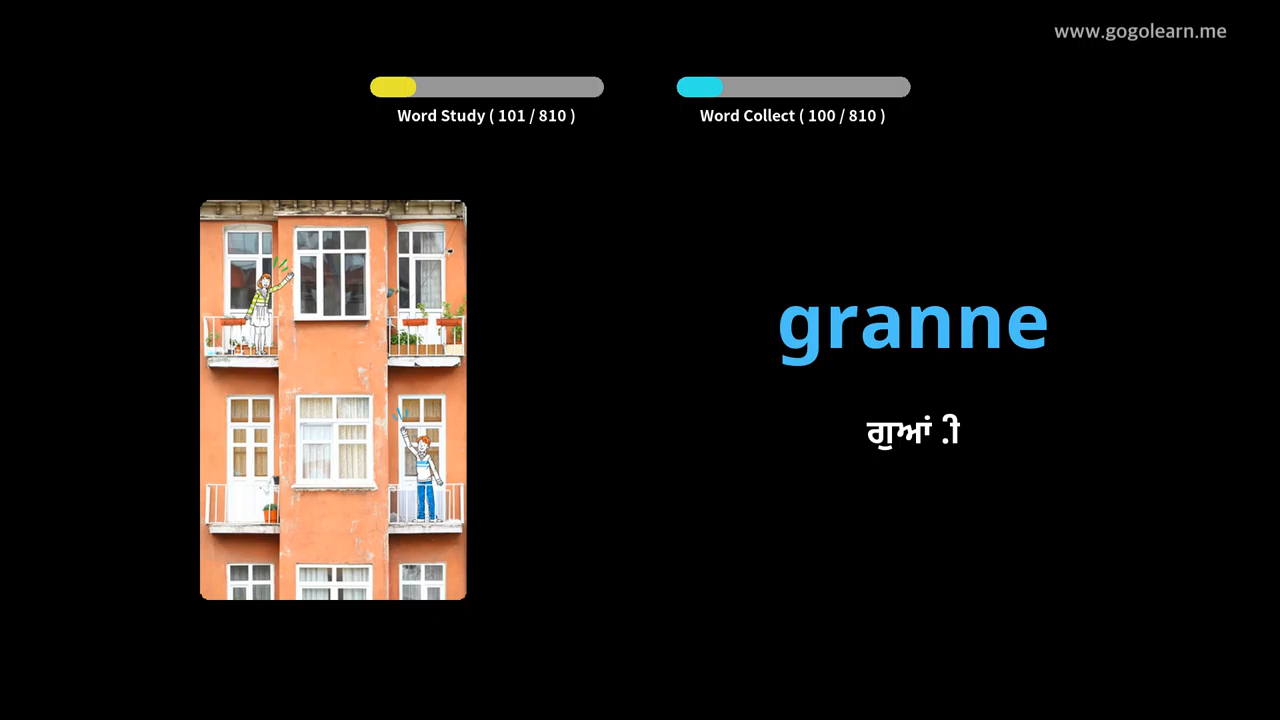 www.gogolearn.me
Word Study ( 101 / 810 )
Word Collect ( 100 / 810 )
granne
ਗੁਆਂ .ੀ